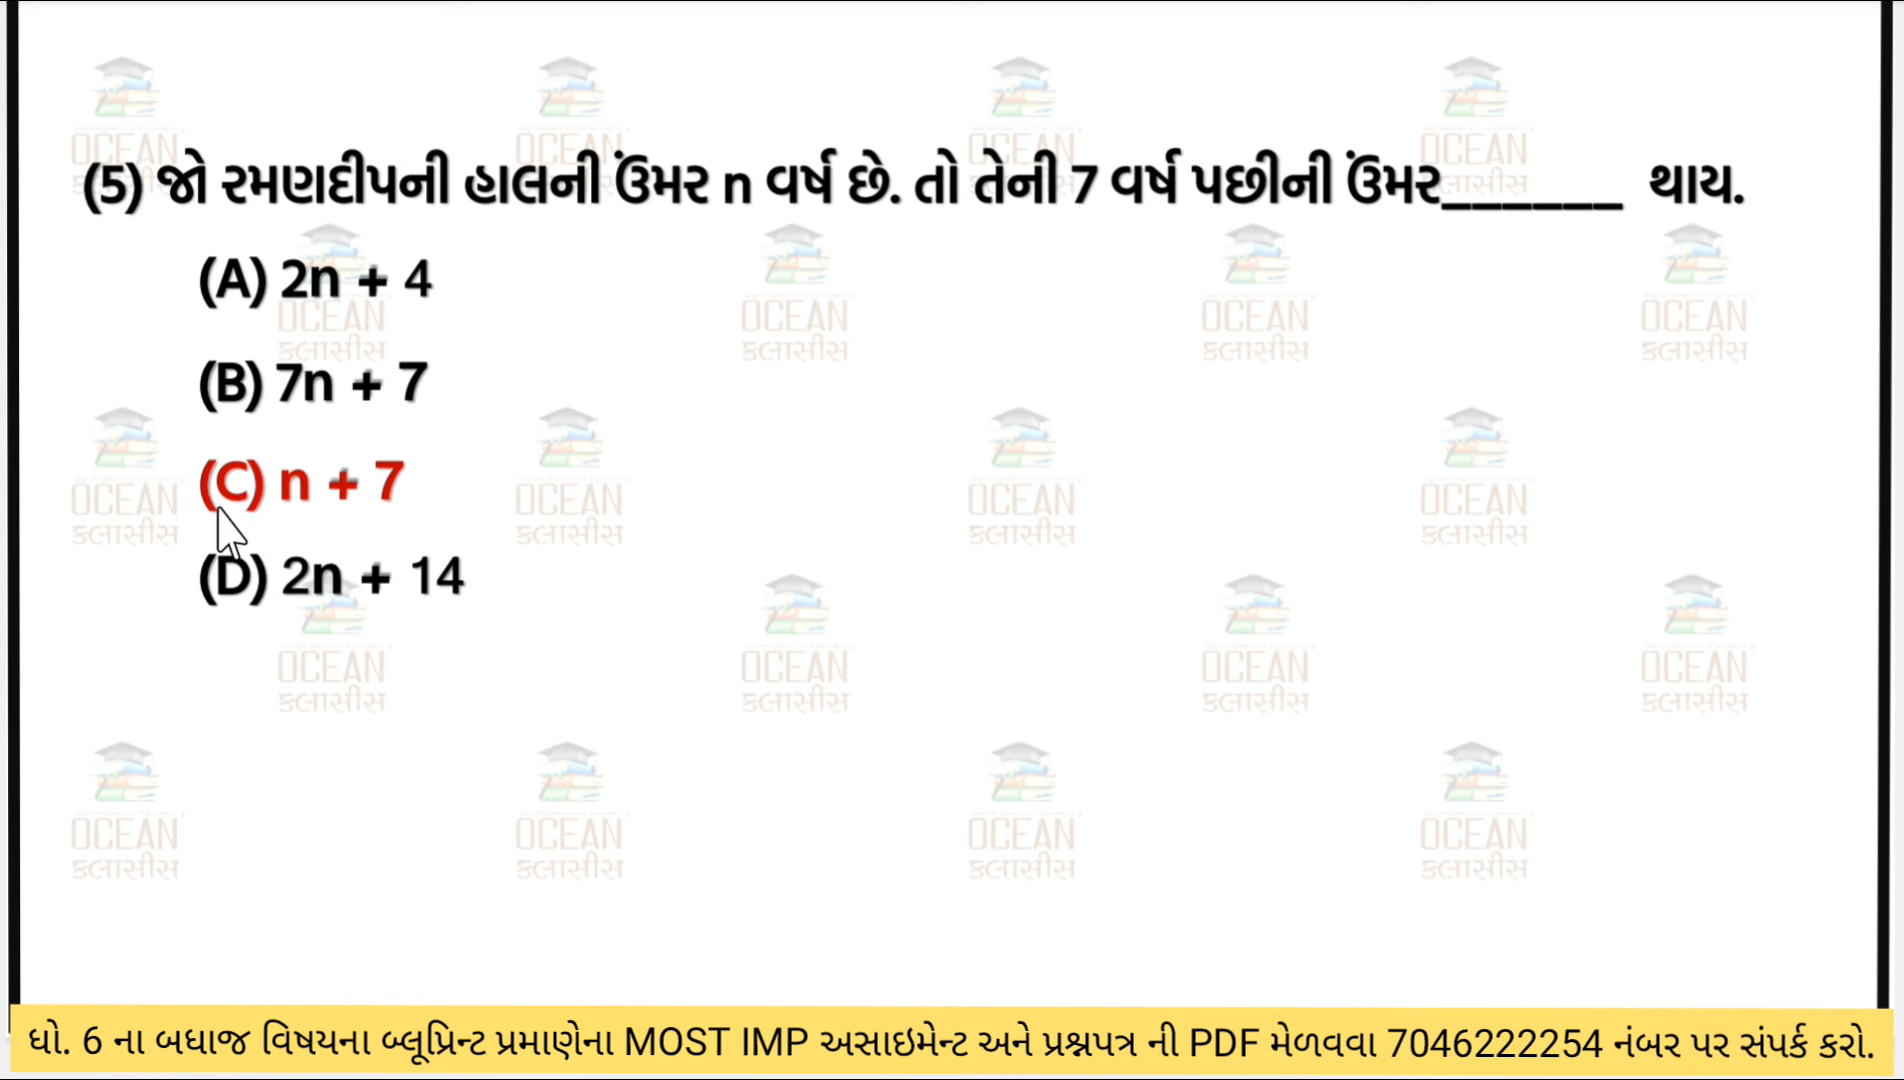 (5) જો રમણદીપની હાલની ઉંમર n વર્ષ છે. તો તેની 7 વર્ષ પછીની ઉંમર______ થાય.
(A) 2n + 4
(B) 7n + 7
(C) n + 7
(D) 2n + 14
OCEAN
ક્લાસીસ
ધો. 6 ના બધાજ વિષયના બ્લૂપ્રિન્ટ પ્રમાણેના MOST IMP અસાઇમેન્ટ અને પ્રશ્નપત્ર ની PDF મેળવવા 7046222254 નંબર પર સંપર્ક કરો.